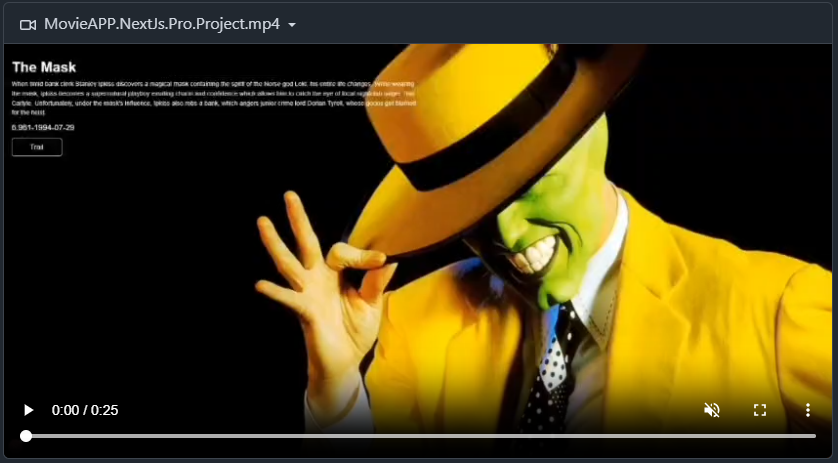 MovieAPP.NextJs.Pro.Project.mp4
The Mask
When timid bank clerk Stanley Ipkiss discovers a magical mask containing the spirit of the Norse god Loki, his entire life changes. While wearing
the mask, Ipkiss becomes a supernatural playboy exuding charm and confidence which allows him to catch the eye of local nightclub singer Tina
Carlyle. Unfortunately, under the mask's influence, Ipkiss also robs a bank, which angers junior crime lord Dorian Tyrell, whose goons get blamed
for the heist.
6.961-1994-07-29
Trail
0:00 / 0:25